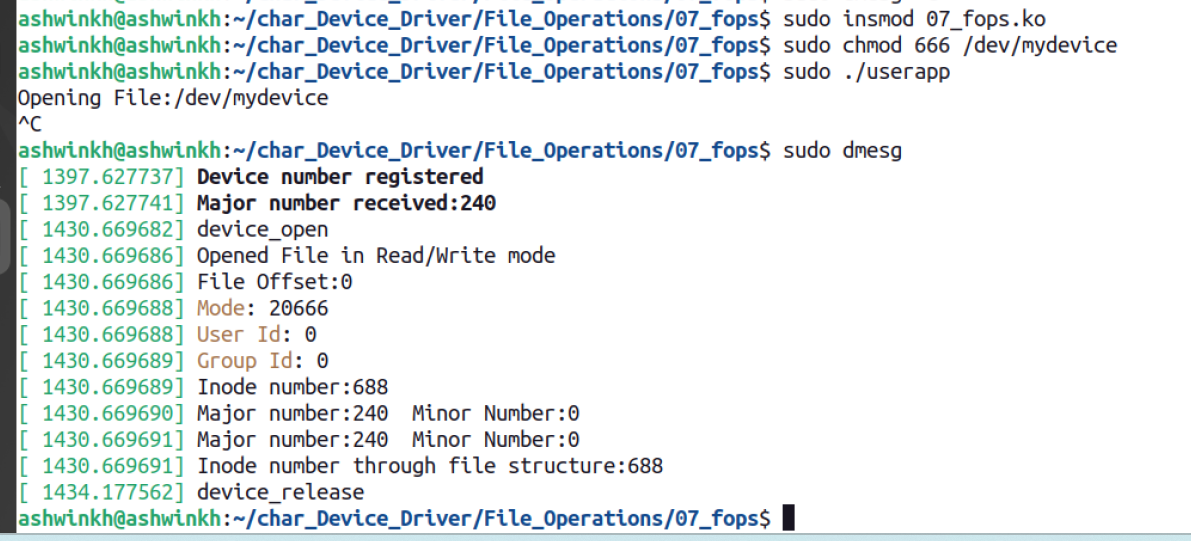 ashwinkh@ashwinkh:~/char_Device_Driver/File_Operations/07_fops$ sudo insmod 07_fops.ko
ashwinkh@ashwinkh:~/char_Device_Driver/File_Operations/07_fops$ sudo chmod 666 /dev/mydevice
ashwinkh@ashwinkh:~/char_Device_Driver/File_Operations/07_fops$ sudo ./userapp
Opening File:/dev/mydevice
^C
ashwinkh@ashwinkh:~/char_Device_Driver/File_Operations/07_fops$ sudo dmesg
[ 1397.627737] Device number registered
[ 1397.627741] Major number received:240
[ 1430.669682] device_open
[ 1430.669686] Opened File in Read/Write mode
[ 1430.669686] File Offset:0
[ 1430.669688] Mode: 20666
[ 1430.669688] User Id: 0
[ 1430.669689] Group Id: 0
[ 1430.669689] Inode number:688
[ 1430.669690] Major number:240  Minor Number:0
[ 1430.669691] Major number:240  Minor Number:0
[ 1430.669691] Inode number through file structure:688
[ 1434.177562] device_release
ashwinkh@ashwinkh:~/char_Device_Driver/File_Operations/07_fops$